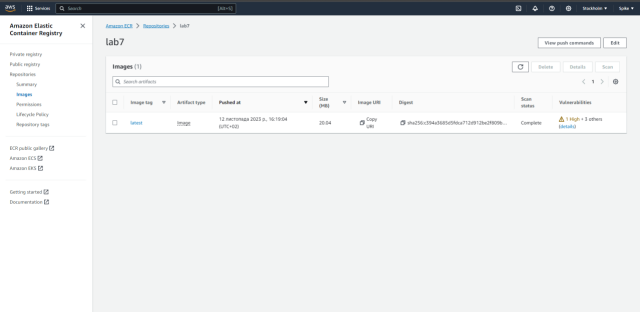 aws Services Search [Alt+S] Stockholm ▼ Spike ▼
Amazon Elastic Container Registry
Private registry
Public registry
Repositories
Summary
Images
Permissions
Lifecycle Policy
Repository tags
ECR public gallery
Amazon ECS
Amazon EKS
Getting started
Documentation
Amazon ECR > Repositories > lab7
lab7
View push commands Edit
Images (1)
Delete Details Scan
Search artifacts
1
Image tag Artifact type Pushed at Size (MB) Image URI Digest Scan status Vulnerabilities
latest Image 12 листопада 2023 р., 16:19:04 (UTC+02) 20.04 Copy URI Complete 1 High + 3 others (details)